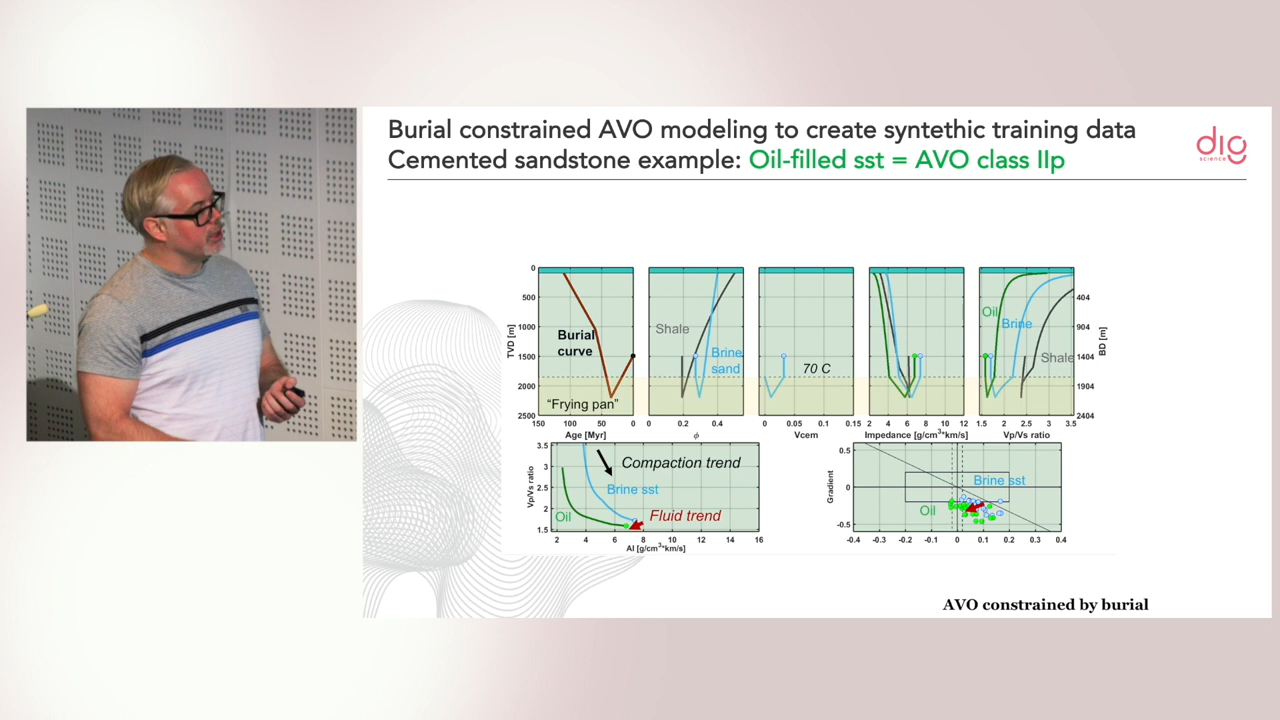 Burial constrained AVO modeling to create syntethic training data
Cemented sandstone example: Oil-filled sst = AVO class IIp
dig
science
0
500
1000
1500
2000
2500
TVD [m]
Burial
curve
"Frying pan"
150
100
50
0
Age [Myr]
Shale
Brine
sand
0
0.2
0.4
ϕ
70 C
0
0.05
0.1
0.15
Vcem
2
4
6
8
10
12
Impedance [g/cm³*km/s]
Oil
Brine
Shale
1.5
2
2.5
3
3.5
Vp/Vs ratio
404
904
1404
1904
2404
BD [m]
3.5
3
2.5
2
1.5
Vp/Vs ratio
Compaction trend
Brine sst
Oil
Fluid trend
2
4
6
8
10
12
14
16
AI [g/cm³*km/s]
0.5
0
-0.5
Gradient
Brine sst
Oil
-0.4
-0.3
-0.2
-0.1
0
0.1
0.2
0.3
0.4
AVO constrained by burial